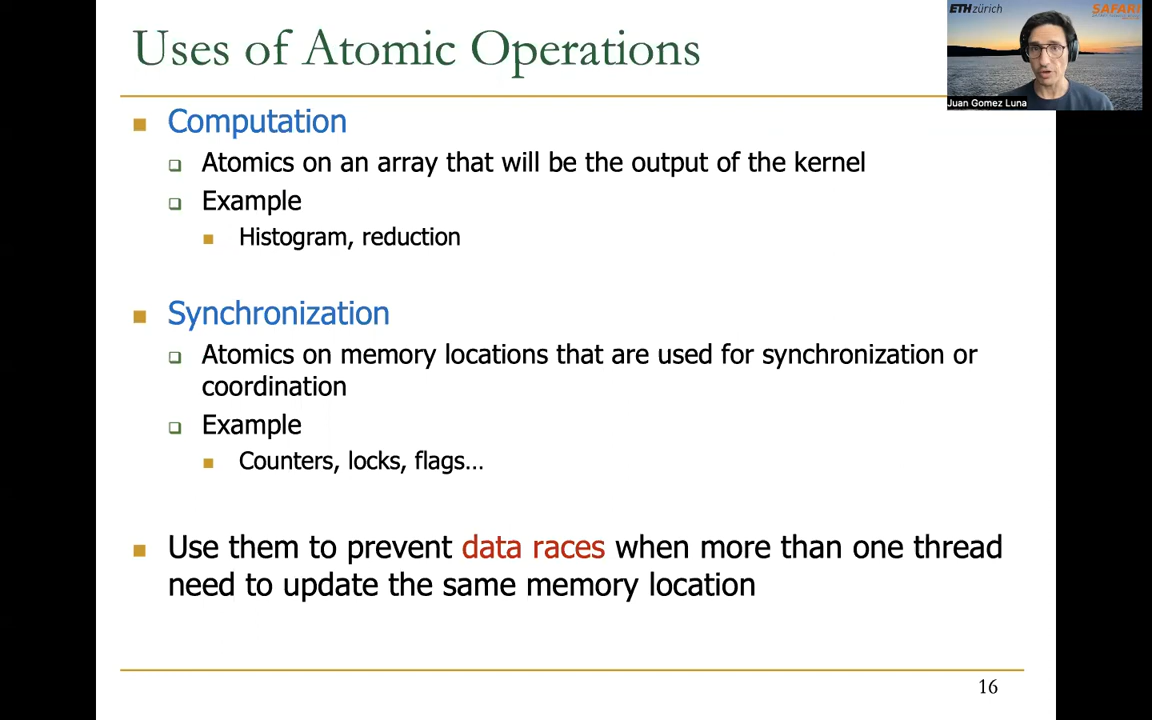 Uses of Atomic Operations
ETH zürich
SAFARI
Juan Gomez Luna
Computation
Atomics on an array that will be the output of the kernel
Example
Histogram, reduction
Synchronization
Atomics on memory locations that are used for synchronization or
coordination
Example
Counters, locks, flags...
Use them to prevent data races when more than one thread
need to update the same memory location
16